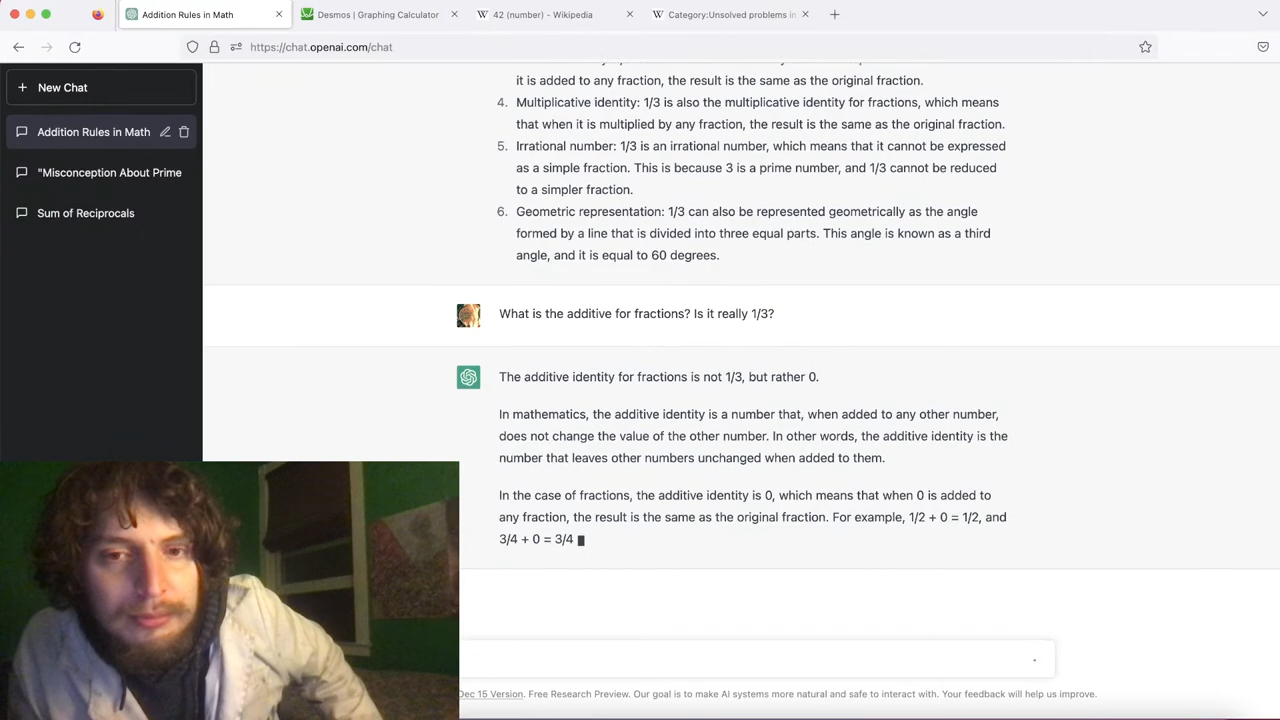 Addition Rules in Math
Desmos | Graphing Calculator
42 (number) - Wikipedia
Category:Unsolved problems in
https://chat.openai.com/chat
New Chat
Addition Rules in Math
"Misconception About Prime
Sum of Reciprocals
it is added to any fraction, the result is the same as the original fraction.
4. Multiplicative identity: 1/3 is also the multiplicative identity for fractions, which means
that when it is multiplied by any fraction, the result is the same as the original fraction.
5. Irrational number: 1/3 is an irrational number, which means that it cannot be expressed
as a simple fraction. This is because 3 is a prime number, and 1/3 cannot be reduced
to a simpler fraction.
6. Geometric representation: 1/3 can also be represented geometrically as the angle
formed by a line that is divided into three equal parts. This angle is known as a third
angle, and it is equal to 60 degrees.
What is the additive for fractions? Is it really 1/3?
The additive identity for fractions is not 1/3, but rather 0.
In mathematics, the additive identity is a number that, when added to any other number,
does not change the value of the other number. In other words, the additive identity is the
number that leaves other numbers unchanged when added to them.
In the case of fractions, the additive identity is 0, which means that when 0 is added to
any fraction, the result is the same as the original fraction. For example, 1/2 + 0 = 1/2, and
3/4 + 0 = 3/4
Dec 15 Version. Free Research Preview. Our goal is to make AI systems more natural and safe to interact with. Your feedback will help us improve.